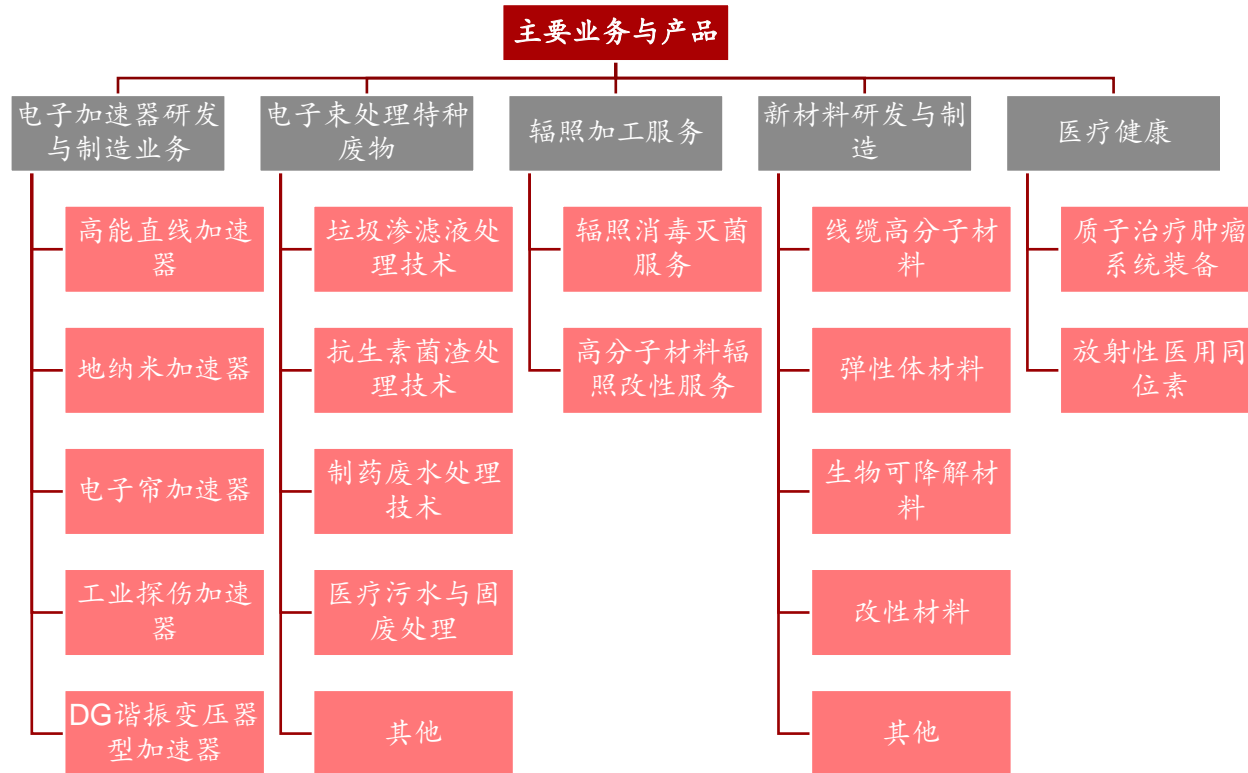 主要业务与产品
电子加速器研发
与制造业务
高能直线加速
器
地纳米加速器
电子帘加速器
工业探伤加速
器
DG谐振变压器
型加速器
电子束处理特种
废物
垃圾渗滤液处
理技术
抗生素菌渣处
理技术
制药废水处理
技术
医疗污水与固
废处理
其他
辐照加工服务
辐照消毒灭菌
服务
高分子材料辐
照改性服务
新材料研发与制
造
线缆高分子材
料
弹性体材料
生物可降解材
料
改性材料
其他
医疗健康
质子治疗肿瘤
系统装备
放射性医用同
位素